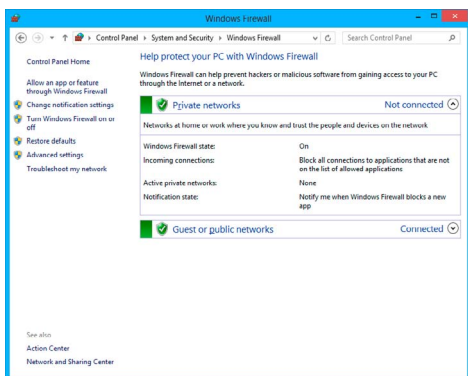 Windows Firewall
Control Panel ▸ System and Security ▸ Windows Firewall
Search Control Panel
Control Panel Home
Allow an app or feature
through Windows Firewall
Change notification settings
Turn Windows Firewall on or
off
Restore defaults
Advanced settings
Troubleshoot my network
Help protect your PC with Windows Firewall
Windows Firewall can help prevent hackers or malicious software from gaining access to your PC
through the Internet or a network.
Private networks Not connected
Networks at home or work where you know and trust the people and devices on the network
Windows Firewall state: On
Incoming connections: Block all connections to applications that are not
on the list of allowed applications
Active private networks: None
Notification state: Notify me when Windows Firewall blocks a new
app
Guest or public networks Connected
See also
Action Center
Network and Sharing Center